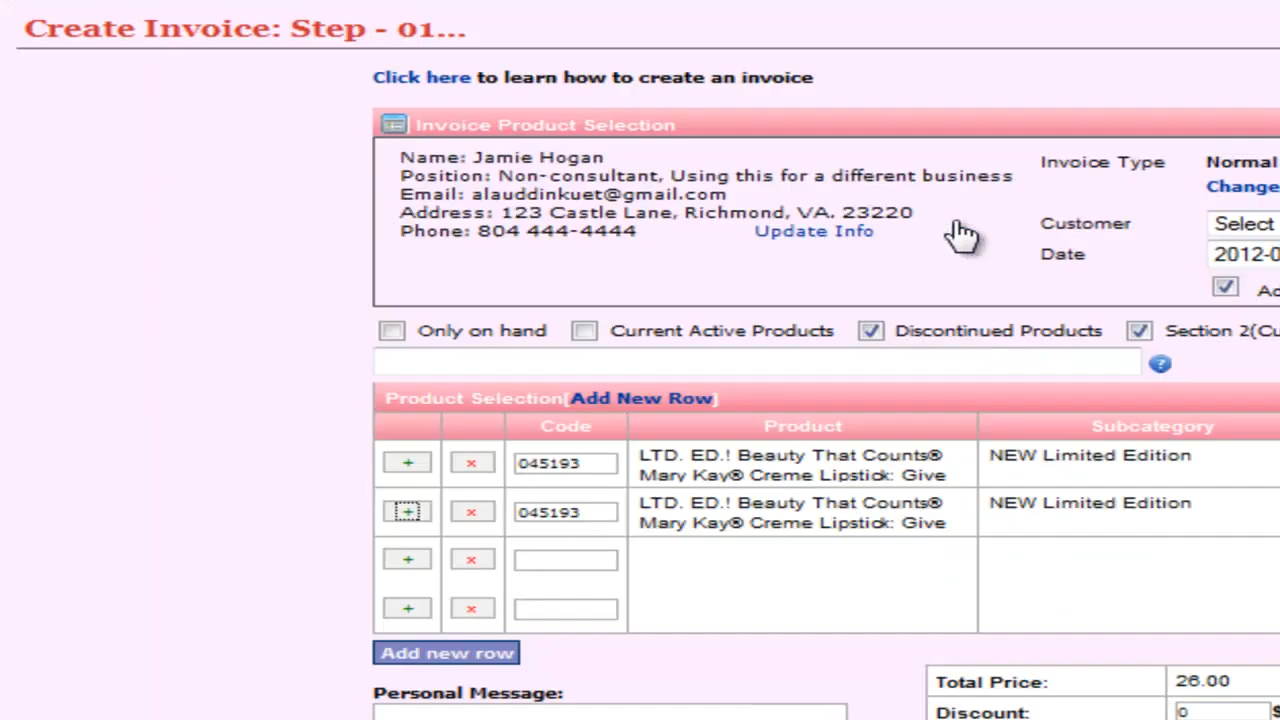 Create Invoice: Step - 01...
Click here to learn how to create an invoice
Invoice Product Selection
Name: Jamie Hogan
Position: Non-consultant, Using this for a different business
Email: alauddinkuet@gmail.com
Address: 123 Castle Lane, Richmond, VA. 23220
Phone: 804 444-4444 Update Info
Invoice Type Normal
Change
Customer Select
Date 2012-0
Ad
Only on hand Current Active Products Discontinued Products Section 2(Cu
?
Product Selection[Add New Row]
Code Product Subcategory
+ x 045193 LTD. ED.! Beauty That Counts® NEW Limited Edition
Mary Kay® Creme Lipstick: Give
+ x 045193 LTD. ED.! Beauty That Counts® NEW Limited Edition
Mary Kay® Creme Lipstick: Give
+ x
+ x
Add new row
Personal Message:
Total Price: 26.00
Discount: 0 $